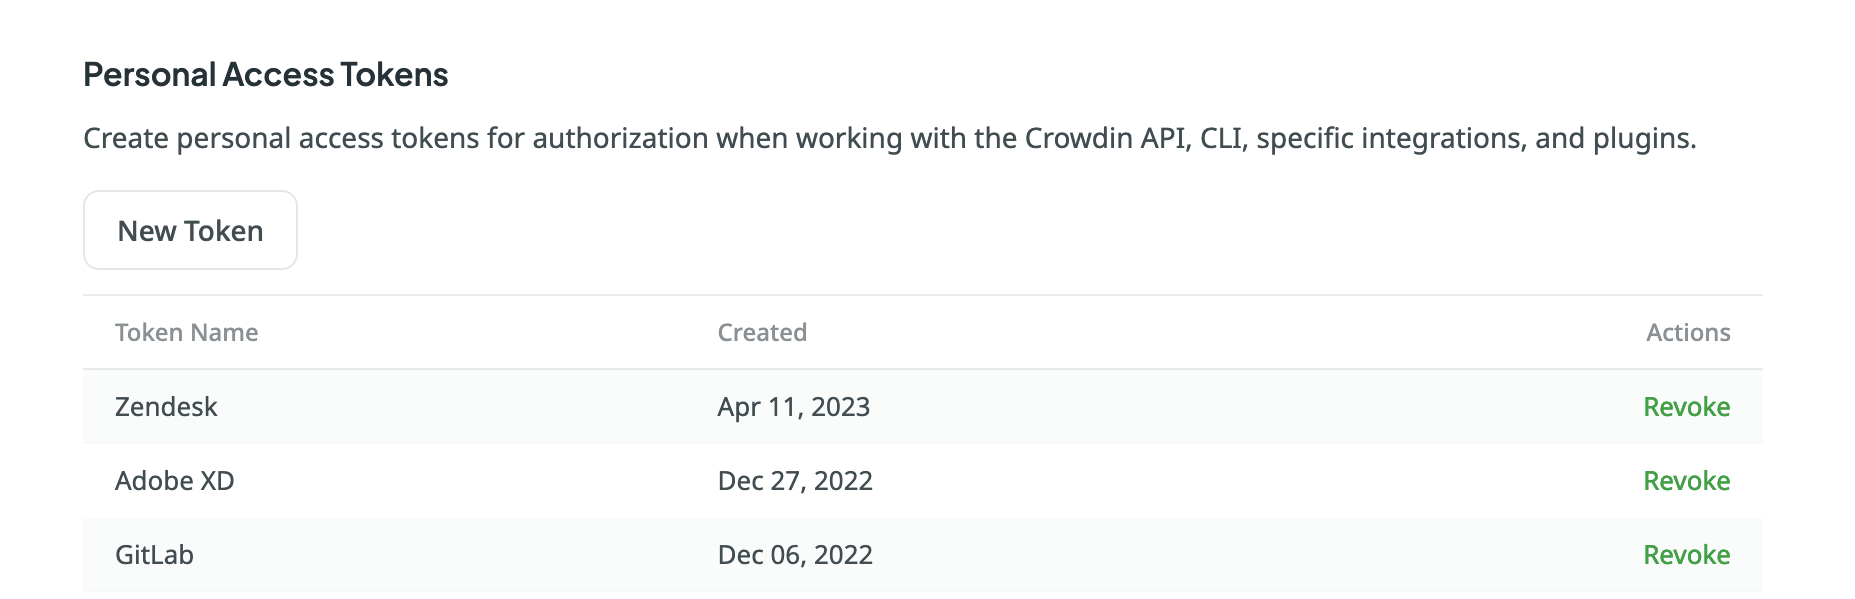 Personal Access Tokens
Create personal access tokens for authorization when working with the Crowdin API, CLI, specific integrations, and plugins.
New Token
Token Name Created Actions
Zendesk Apr 11, 2023 Revoke
Adobe XD Dec 27, 2022 Revoke
GitLab Dec 06, 2022 Revoke